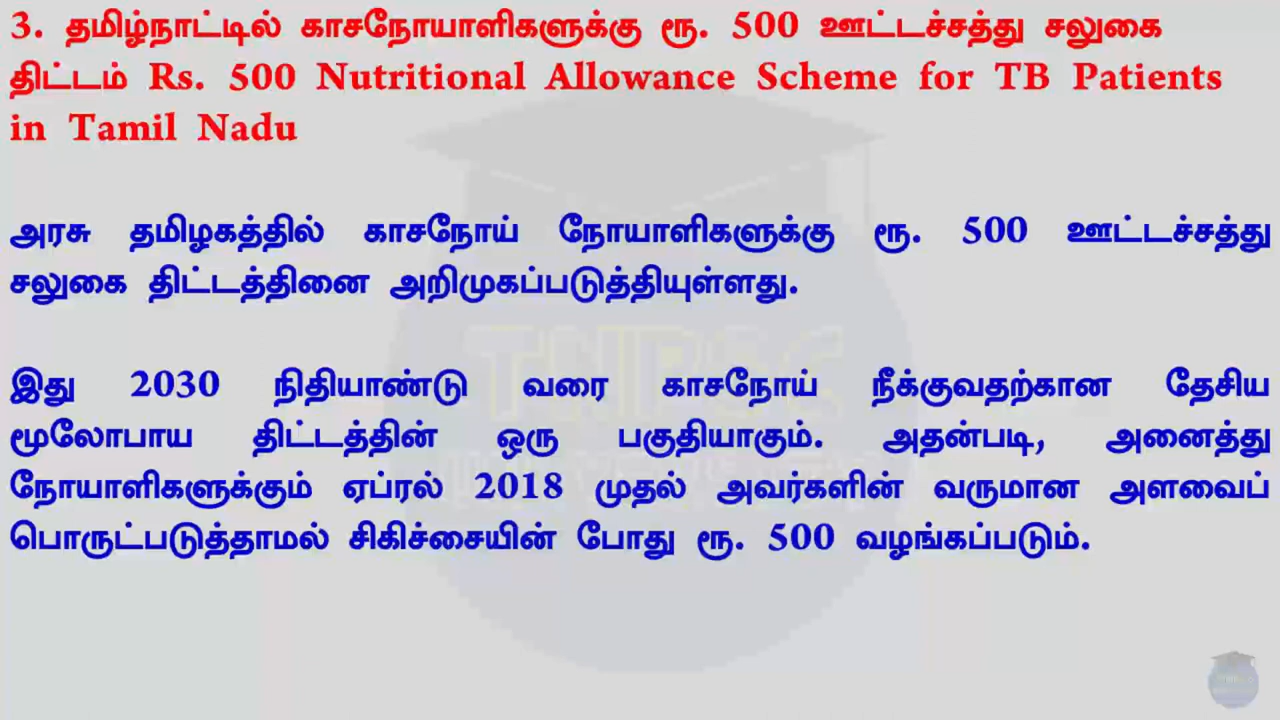 3. தமிழ்நாட்டில் காசநோயாளிகளுக்கு ரூ. 500 ஊட்டச்சத்து சலுகை
திட்டம் Rs. 500 Nutritional Allowance Scheme for TB Patients
in Tamil Nadu
அரசு தமிழகத்தில் காசநோய் நோயாளிகளுக்கு ரூ. 500 ஊட்டச்சத்து
சலுகை திட்டத்தினை அறிமுகப்படுத்தியுள்ளது.
இது 2030 நிதியாண்டு வரை காசநோய் நீக்குவதற்கான தேசிய
மூலோபாய திட்டத்தின் ஒரு பகுதியாகும். அதன்படி, அனைத்து
நோயாளிகளுக்கும் ஏப்ரல் 2018 முதல் அவர்களின் வருமான அளவைப்
பொருட்படுத்தாமல் சிகிச்சையின் போது ரூ. 500 வழங்கப்படும்.
TNPSC